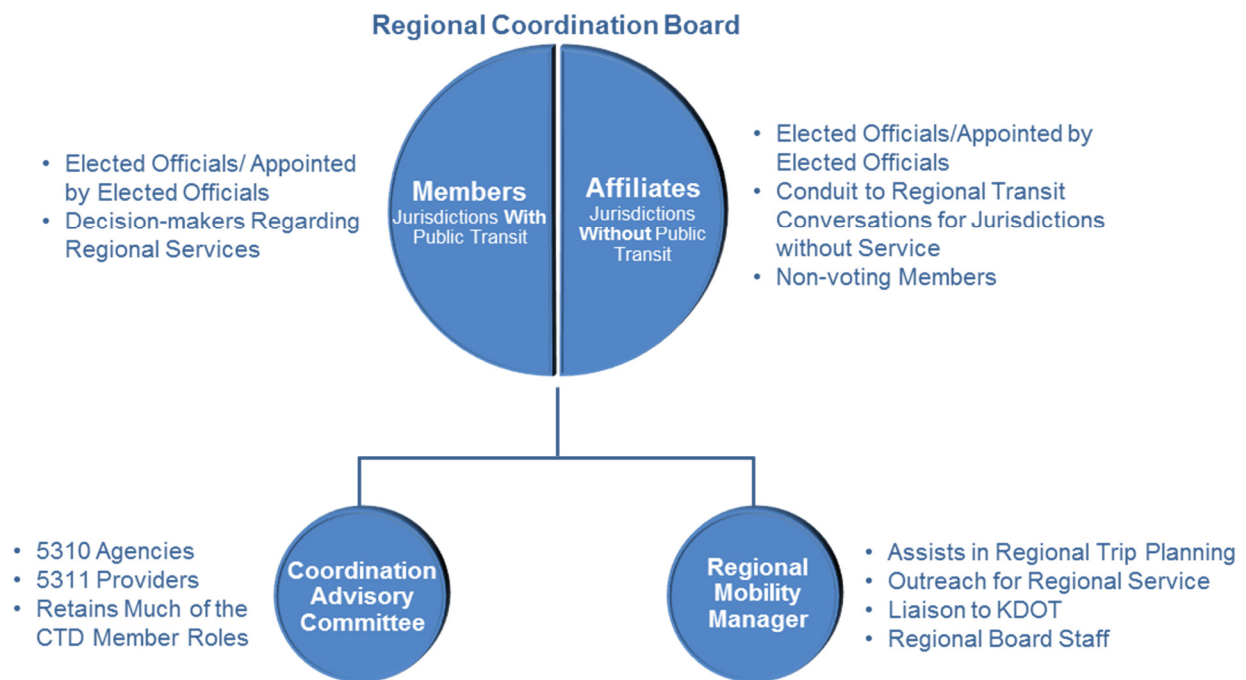 Regional Coordination Board
• Elected Officials/ Appointed
by Elected Officials
• Decision-makers Regarding
Regional Services
Members
Jurisdictions With
Public Transit
Affiliates
Jurisdictions
Without Public
Transit
• Elected Officials/Appointed by
Elected Officials
• Conduit to Regional Transit
Conversations for Jurisdictions
without Service
• Non-voting Members
• 5310 Agencies
• 5311 Providers
• Retains Much of the
CTD Member Roles
Coordination
Advisory
Committee
Regional
Mobility
Manager
• Assists in Regional Trip Planning
• Outreach for Regional Service
• Liaison to KDOT
• Regional Board Staff